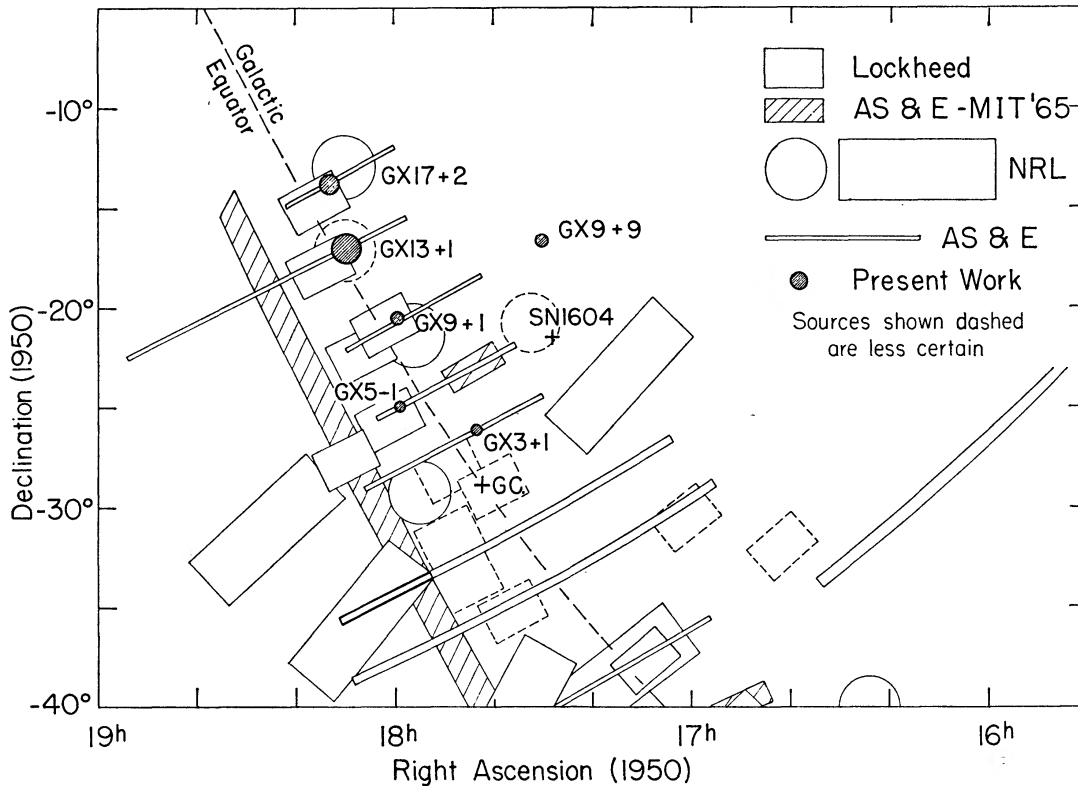 Galactic
Equator
Lockheed
AS & E -MIT '65
NRL
AS & E
Present Work
Sources shown dashed
are less certain
GX17+2
GX13+1
GX9+9
GX9+1
SN1604
GX5-1
GX3+1
+GC
-10°
-20°
-30°
-40°
Declination (1950)
19h
18h
17h
16h
Right Ascension (1950)